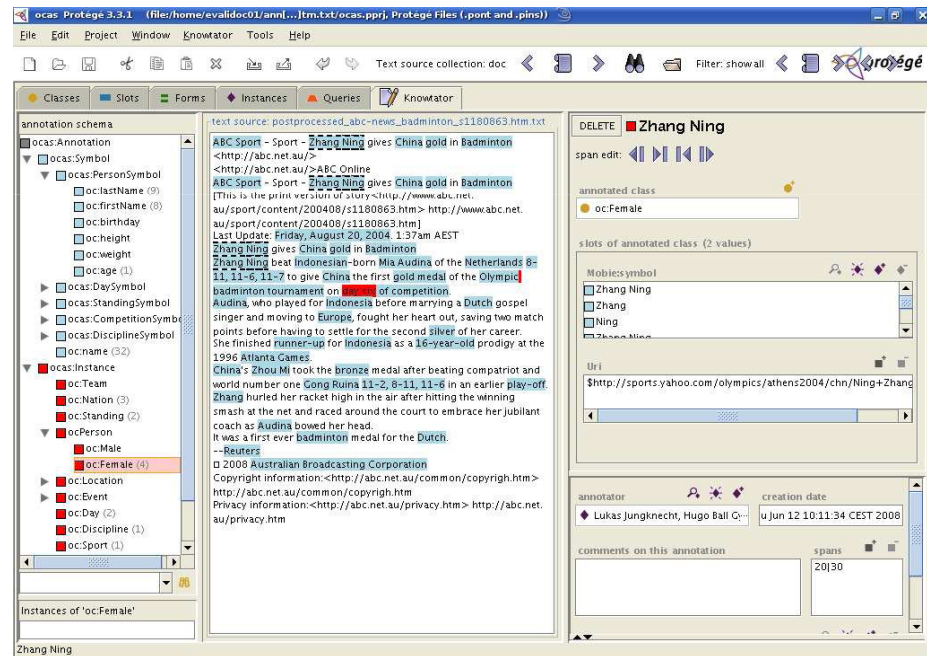 ocas Protégé 3.3.1 (file:/home/evalidoc01/ann[...]tm.txt/ocas.pprj, Protégé Files (.pont and .pins))
File Edit Project Window Knowtator Tools Help
Text source collection: doc Filter: show all protégé
Classes Slots Forms Instances Queries Knowtator
annotation schema
ocas:Annotation
ocas:Symbol
ocas:PersonSymbol
oc:lastName (9)
oc:firstName (8)
oc:birthday
oc:height
oc:weight
oc:age (1)
ocas:DaySymbol
ocas:StandingSymbol
ocas:CompetitionSymbo
ocas:DisciplineSymbol
oc:name (32)
ocas:Instance
oc:Team
oc:Nation (3)
oc:Standing (2)
ocPerson
oc:Male
oc:Female (4)
oc:Location
oc:Event
oc:Day (2)
oc:Discipline (1)
oc:Sport (1)
Instances of 'oc:Female'
Zhang Ning
text source: postprocessed_abc-news_badminton_s1180863.htm.txt
ABC Sport - Sport - Zhang Ning gives China gold in Badminton
<http://abc.net.au/>
<http://abc.net.au/>ABC Online
ABC Sport - Sport - Zhang Ning gives China gold in Badminton
[This is the print version of story<http://www.abc.net.
au/sport/content/200408/s1180863.htm> http://www.abc.net.
au/sport/content/200408/s1180863.htm]
Last Update: Friday, August 20, 2004. 1:37am AEST
Zhang Ning gives China gold in Badminton
Zhang Ning beat Indonesian-born Mia Audina of the Netherlands 8-
11, 11-6, 11-7 to give China the first gold medal of the Olympic
badminton tournament on day six of competition.
Audina, who played for Indonesia before marrying a Dutch gospel
singer and moving to Europe, fought her heart out, saving two match
points before having to settle for the second silver of her career.
She finished runner-up for Indonesia as a 16-year-old prodigy at the
1996 Atlanta Games.
China's Zhou Mi took the bronze medal after beating compatriot and
world number one Gong Ruina 11-2, 8-11, 11-6 in an earlier play-off.
Zhang hurled her racket high in the air after hitting the winning
smash at the net and raced around the court to embrace her jubilant
coach as Audina bowed her head.
It was a first ever badminton medal for the Dutch.
--Reuters
□ 2008 Australian Broadcasting Corporation
Copyright information:<http://abc.net.au/common/copyrigh.htm>
http://abc.net.au/common/copyrigh.htm
Privacy information:<http://abc.net.au/privacy.htm> http://abc.net.
au/privacy.htm
DELETE Zhang Ning
span edit:
annotated class
oc:Female
slots of annotated class (2 values)
Mobie:symbol
Zhang Ning
Zhang
Ning
Zhang Ning
Uri
$http://sports.yahoo.com/olympics/athens2004/chn/Ning+Zhang
annotator creation date
Lukas Jungknecht, Hugo Ball Gy··· u Jun 12 10:11:34 CEST 2008
comments on this annotation spans
20|30